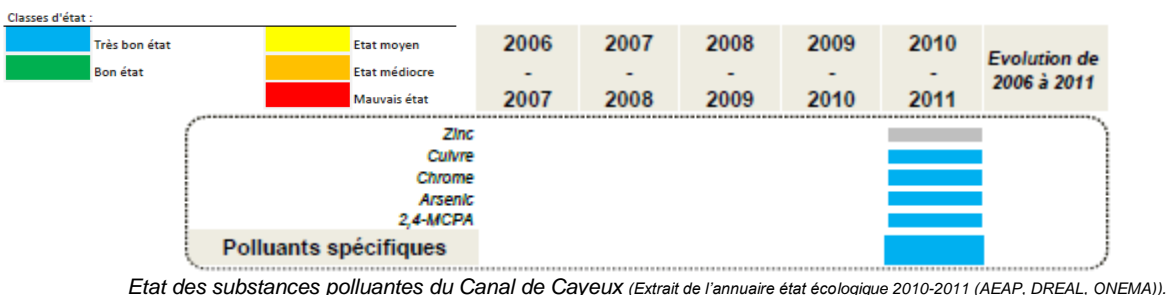 Classes d'état :
Très bon état
Bon état
Etat moyen
Etat médiocre
Mauvais état
2006 - 2007
2007 - 2008
2008 - 2009
2009 - 2010
2010 - 2011
Evolution de
2006 à 2011
Zinc
Cuivre
Chrome
Arsenic
2,4-MCPA
Polluants spécifiques
Etat des substances polluantes du Canal de Cayeux (Extrait de l'annuaire état écologique 2010-2011 (AEAP, DREAL, ONEMA)).